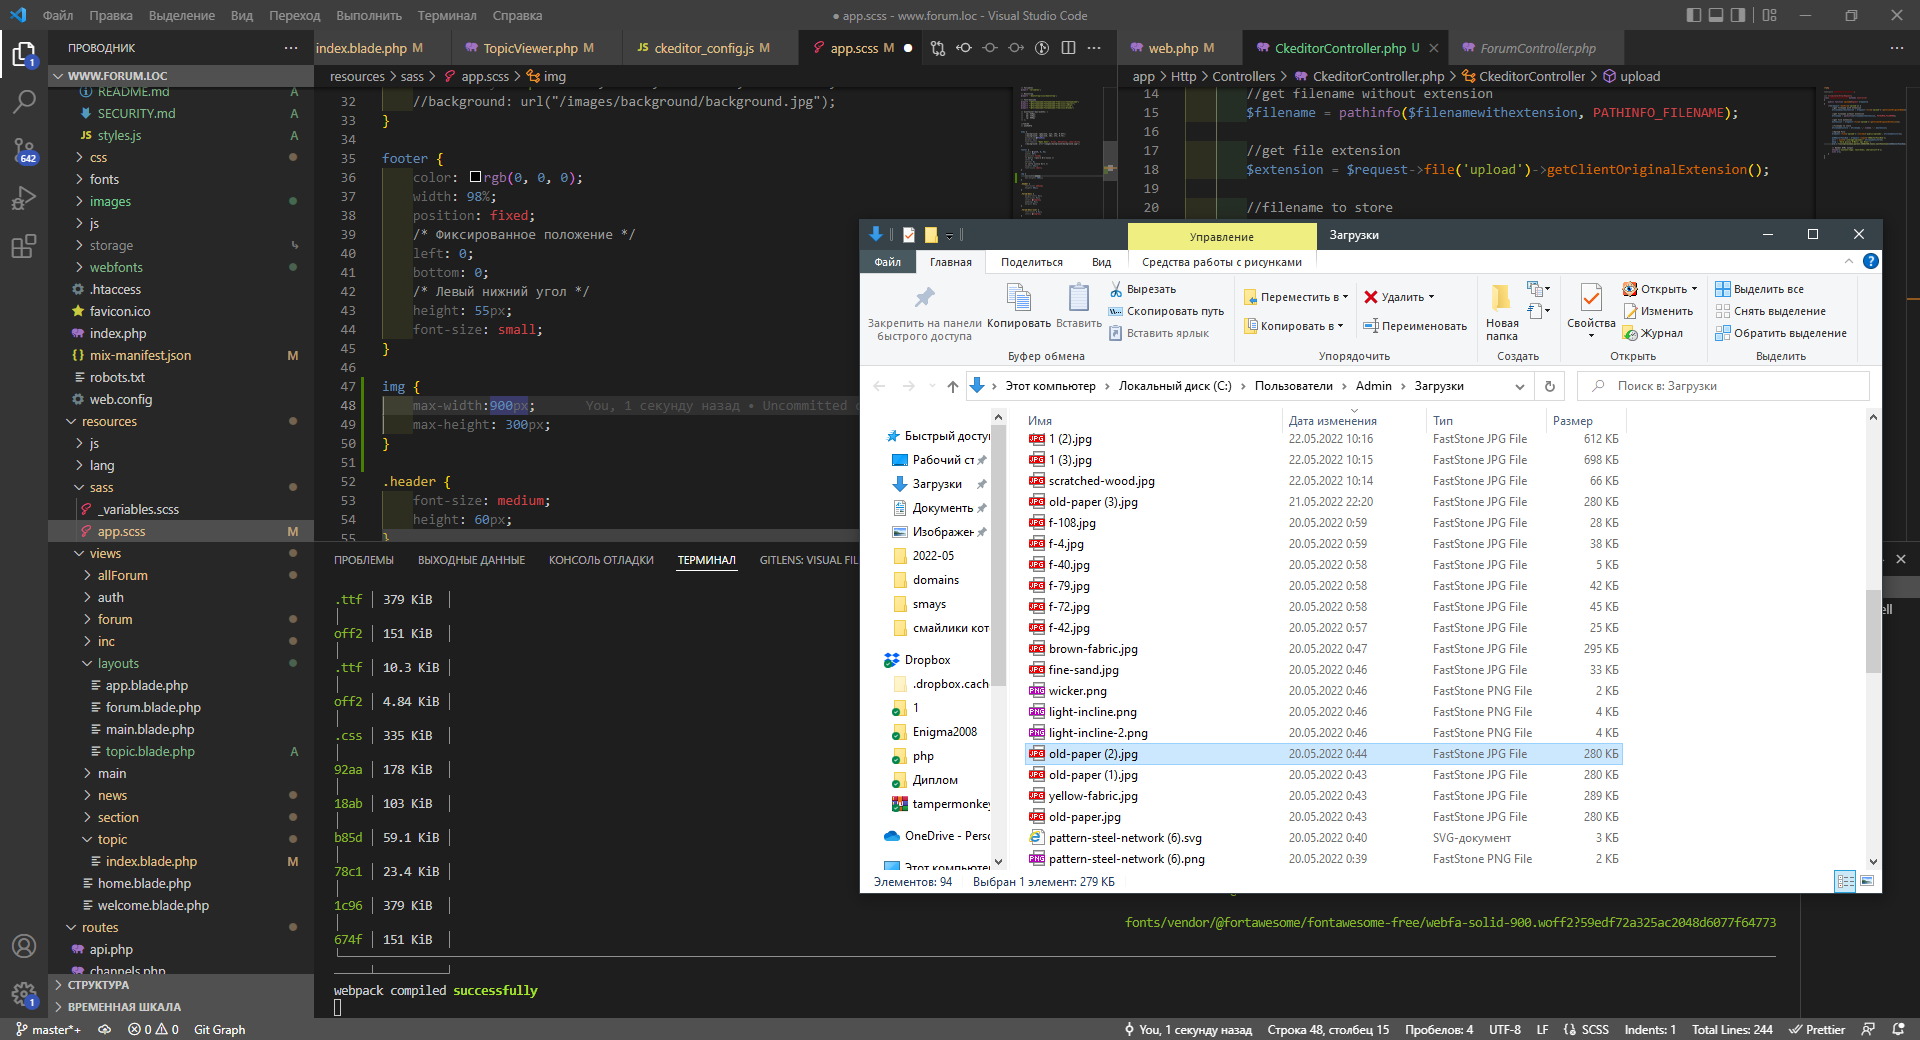 Файл Правка Выделение Вид Переход Выполнить Терминал Справка
● app.scss - www.forum.loc - Visual Studio Code
ПРОВОДНИК
WWW.FORUM.LOC
README.md A
SECURITY.md A
JS styles.js A
css
fonts
images
js
storage
webfonts
.htaccess
favicon.ico
index.php
{} mix-manifest.json M
robots.txt
web.config
resources
js
lang
sass
_variables.scss
app.scss M
views
allForum
auth
forum
inc
layouts
app.blade.php
forum.blade.php
main.blade.php
topic.blade.php A
main
news
section
topic
index.blade.php M
home.blade.php
welcome.blade.php
routes
api.php
channels.php
СТРУКТУРА
ВРЕМЕННАЯ ШКАЛА
1
642
1
index.blade.php M
TopicViewer.php M
JS ckeditor_config.js M
app.scss M ●
resources > sass > app.scss > img
32 //background: url("/images/background/background.jpg");
33 }
34
35 footer {
36 color: rgb(0, 0, 0);
37 width: 98%;
38 position: fixed;
39 /* Фиксированное положение */
40 left: 0;
41 bottom: 0;
42 /* Левый нижний угол */
43 height: 55px;
44 font-size: small;
45 }
46
47 img {
48 max-width:900px; You, 1 секунду назад • Uncommitted
49 max-height: 300px;
50 }
51
52 .header {
53 font-size: medium;
54 height: 60px;
55 }
web.php M
CkeditorController.php U
ForumController.php
app > Http > Controllers > CkeditorController.php > CkeditorController > upload
14 //get filename without extension
15 $filename = pathinfo($filenamewithextension, PATHINFO_FILENAME);
16
17 //get file extension
18 $extension = $request->file('upload')->getClientOriginalExtension();
19
20 //filename to store
ПРОБЛЕМЫ ВЫХОДНЫЕ ДАННЫЕ КОНСОЛЬ ОТЛАДКИ ТЕРМИНАЛ GITLENS: VISUAL FIL
.ttf | 379 KiB |
off2 | 151 KiB |
.ttf | 10.3 KiB |
off2 | 4.84 KiB |
.css | 335 KiB |
92aa | 178 KiB |
18ab | 103 KiB |
b85d | 59.1 KiB |
78c1 | 23.4 KiB |
1c96 | 379 KiB |
fonts/vendor/@fortawesome/fontawesome-free/webfa-solid-900.woff2?59edf72a325ac2048d6077f64773
674f | 151 KiB |
webpack compiled successfully
ell
Управление Загрузки
Файл Главная Поделиться Вид Средства работы с рисунками
Закрепить на панели быстрого доступа
Копировать
Вставить
Вырезать
Скопировать путь
Вставить ярлык
Буфер обмена
Переместить в
Копировать в
Удалить
Переименовать
Упорядочить
Новая папка
Создать
Свойства
Открыть
Изменить
Журнал
Открыть
Выделить все
Снять выделение
Обратить выделение
Выделить
Этот компьютер > Локальный диск (C:) > Пользователи > Admin > Загрузки
Поиск в: Загрузки
Быстрый досту
Рабочий ст
Загрузки
Документы
Изображен
2022-05
domains
smays
смайлики кот
Dropbox
.dropbox.cach
1
Enigma2008
php
Диплом
tampermonkey
OneDrive - Perso
Этот компьютер
Имя Дата изменения Тип Размер
1 (2).jpg 22.05.2022 10:16 FastStone JPG File 612 КБ
1 (3).jpg 22.05.2022 10:15 FastStone JPG File 698 КБ
scratched-wood.jpg 22.05.2022 10:14 FastStone JPG File 66 КБ
old-paper (3).jpg 21.05.2022 22:20 FastStone JPG File 280 КБ
f-108.jpg 20.05.2022 0:59 FastStone JPG File 28 КБ
f-4.jpg 20.05.2022 0:59 FastStone JPG File 38 КБ
f-40.jpg 20.05.2022 0:58 FastStone JPG File 5 КБ
f-79.jpg 20.05.2022 0:58 FastStone JPG File 42 КБ
f-72.jpg 20.05.2022 0:58 FastStone JPG File 45 КБ
f-42.jpg 20.05.2022 0:57 FastStone JPG File 25 КБ
brown-fabric.jpg 20.05.2022 0:47 FastStone JPG File 295 КБ
fine-sand.jpg 20.05.2022 0:46 FastStone JPG File 33 КБ
wicker.png 20.05.2022 0:46 FastStone PNG File 2 КБ
light-incline.png 20.05.2022 0:46 FastStone PNG File 4 КБ
light-incline-2.png 20.05.2022 0:46 FastStone PNG File 4 КБ
old-paper (2).jpg 20.05.2022 0:44 FastStone JPG File 280 КБ
old-paper (1).jpg 20.05.2022 0:43 FastStone JPG File 280 КБ
yellow-fabric.jpg 20.05.2022 0:43 FastStone JPG File 289 КБ
old-paper.jpg 20.05.2022 0:43 FastStone JPG File 280 КБ
pattern-steel-network (6).svg 20.05.2022 0:40 SVG-документ 3 КБ
pattern-steel-network (6).png 20.05.2022 0:39 FastStone PNG File 2 КБ
Элементов: 94 Выбран 1 элемент: 279 КБ
master*+ 0 0 Git Graph
You, 1 секунду назад Строка 48, столбец 15 Пробелов: 4 UTF-8 LF SCSS Indents: 1 Total Lines: 244 Prettier